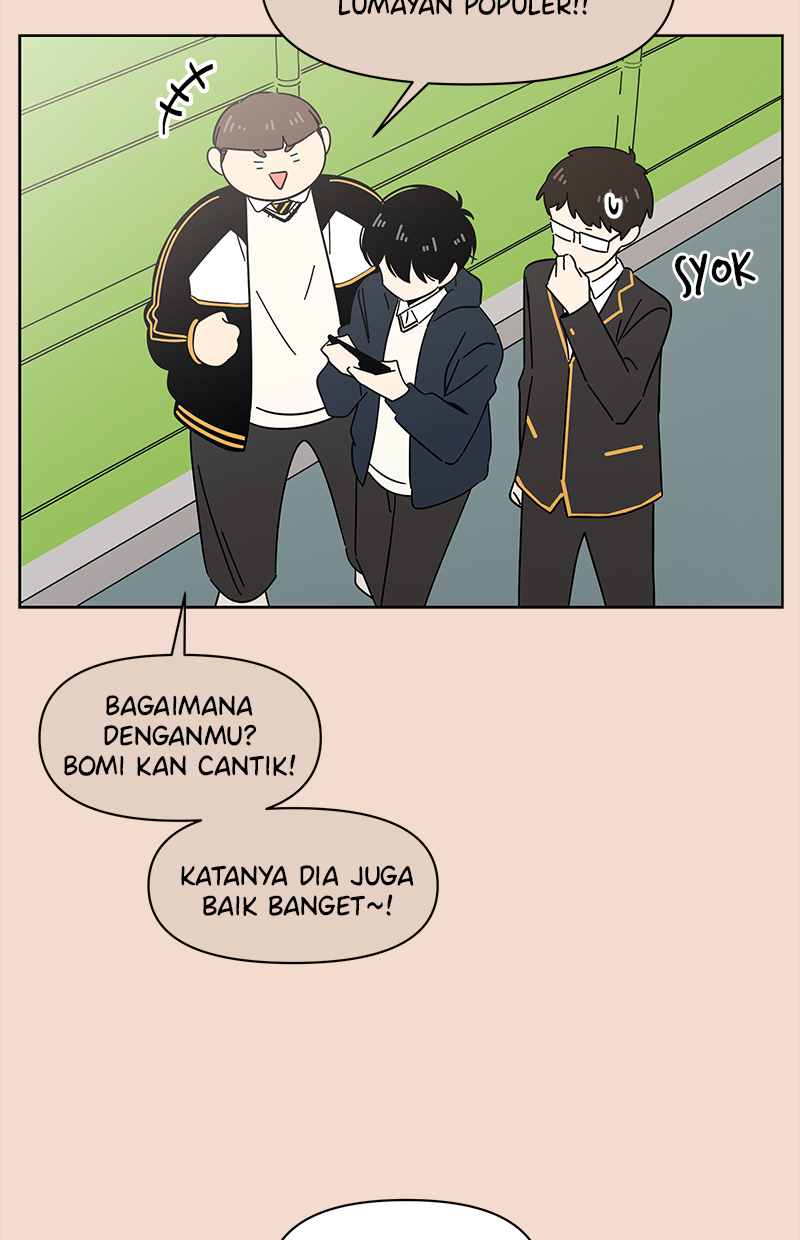 LUMAYAN POPULER!!
SYOK
BAGAIMANA
DENGANMU?
BOMI KAN CANTIK!
KATANYA DIA JUGA
BAIK BANGET~!